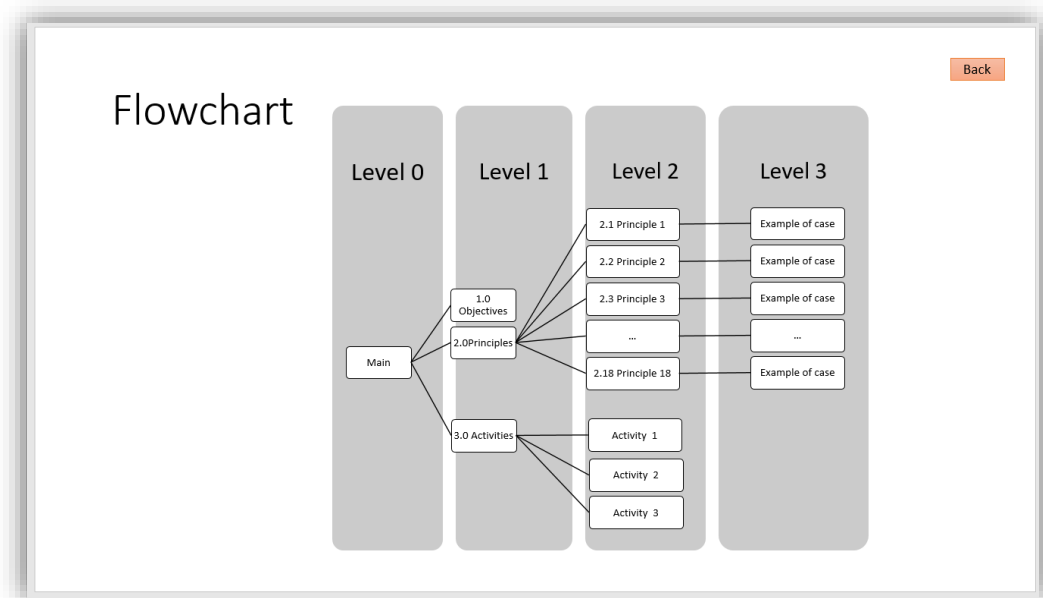 Back
Flowchart
Level 0
Level 1
Level 2
Level 3
2.1 Principle 1
Example of case
2.2 Principle 2
Example of case
2.3 Principle 3
Example of case
1.0
Objectives
2.0Principles
...
...
Main
2.18 Principle 18
Example of case
3.0 Activities
Activity 1
Activity 2
Activity 3